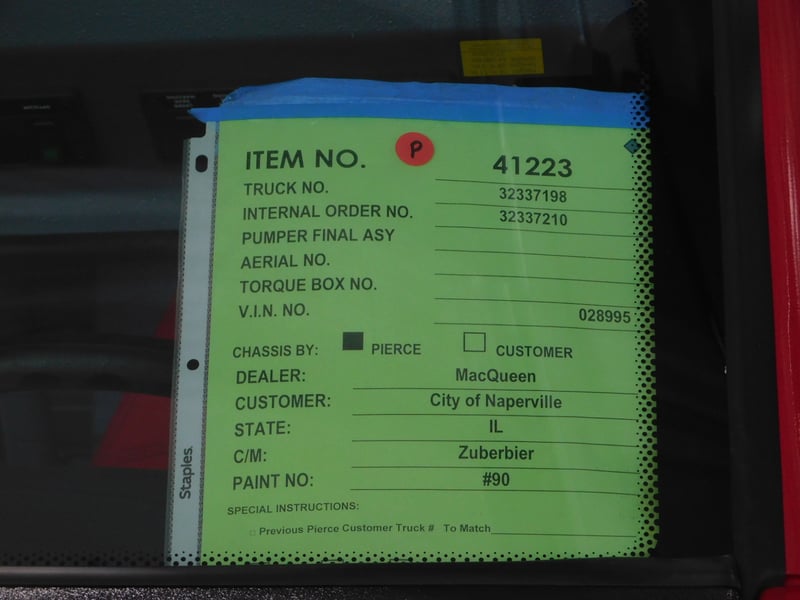 ITEM NO. P 41223
TRUCK NO. 32337198
INTERNAL ORDER NO. 32337210
PUMPER FINAL ASY
AERIAL NO.
TORQUE BOX NO.
V.I.N. NO. 028995
CHASSIS BY: PIERCE CUSTOMER
DEALER: MacQueen
CUSTOMER: City of Naperville
STATE: IL
C/M: Zuberbier
PAINT NO: #90
SPECIAL INSTRUCTIONS:
Previous Pierce Customer Truck # To Match
Staples.